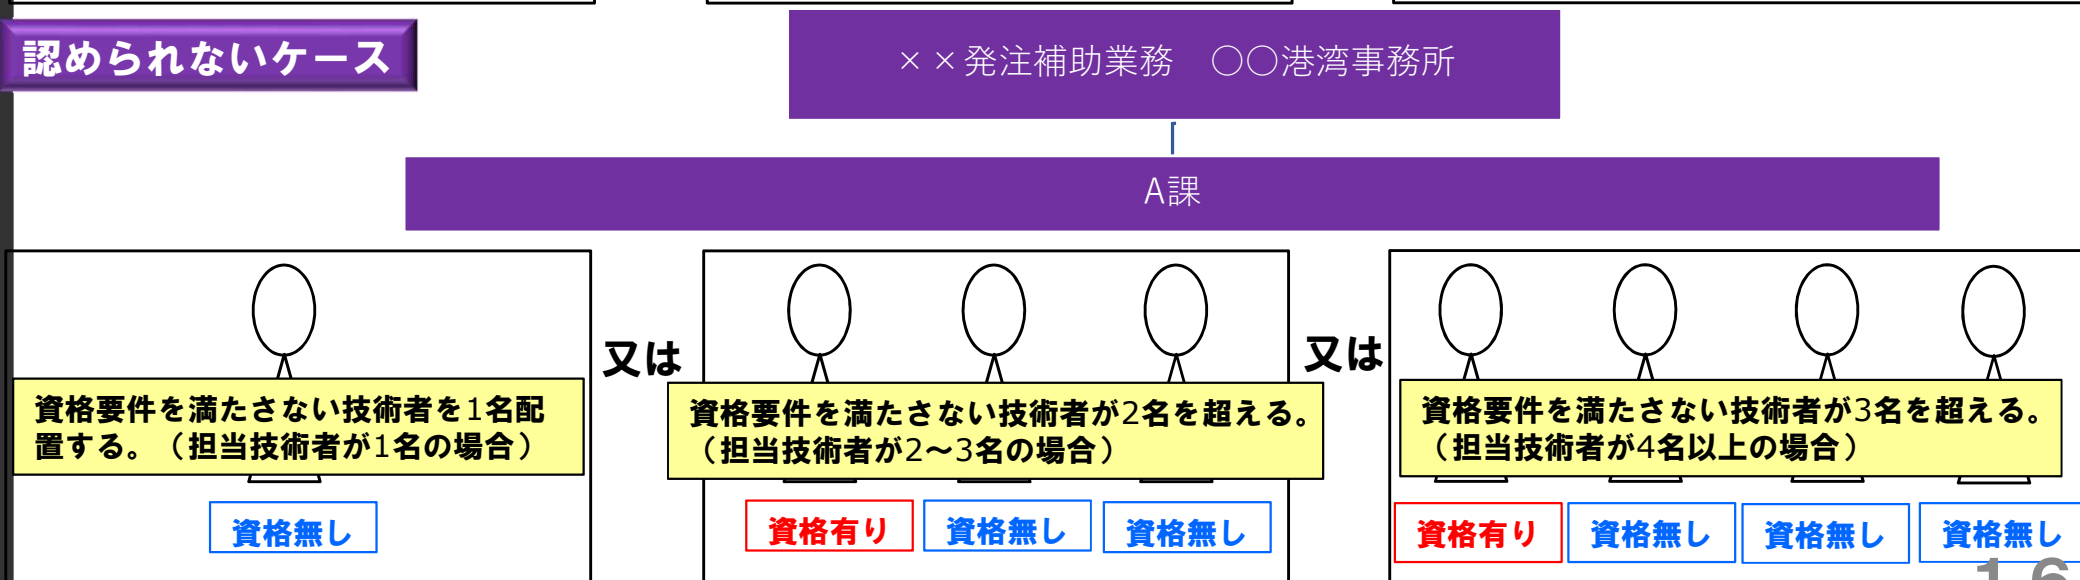 認められないケース
××発注補助業務　○○港湾事務所
A課
資格要件を満たさない技術者を1名配
置する。（担当技術者が1名の場合）
資格無し
又は
資格要件を満たさない技術者が2名を超える。
（担当技術者が2～3名の場合）
資格有り
資格無し
資格無し
又は
資格要件を満たさない技術者が3名を超える。
（担当技術者が4名以上の場合）
資格有り
資格無し
資格無し
資格無し
16